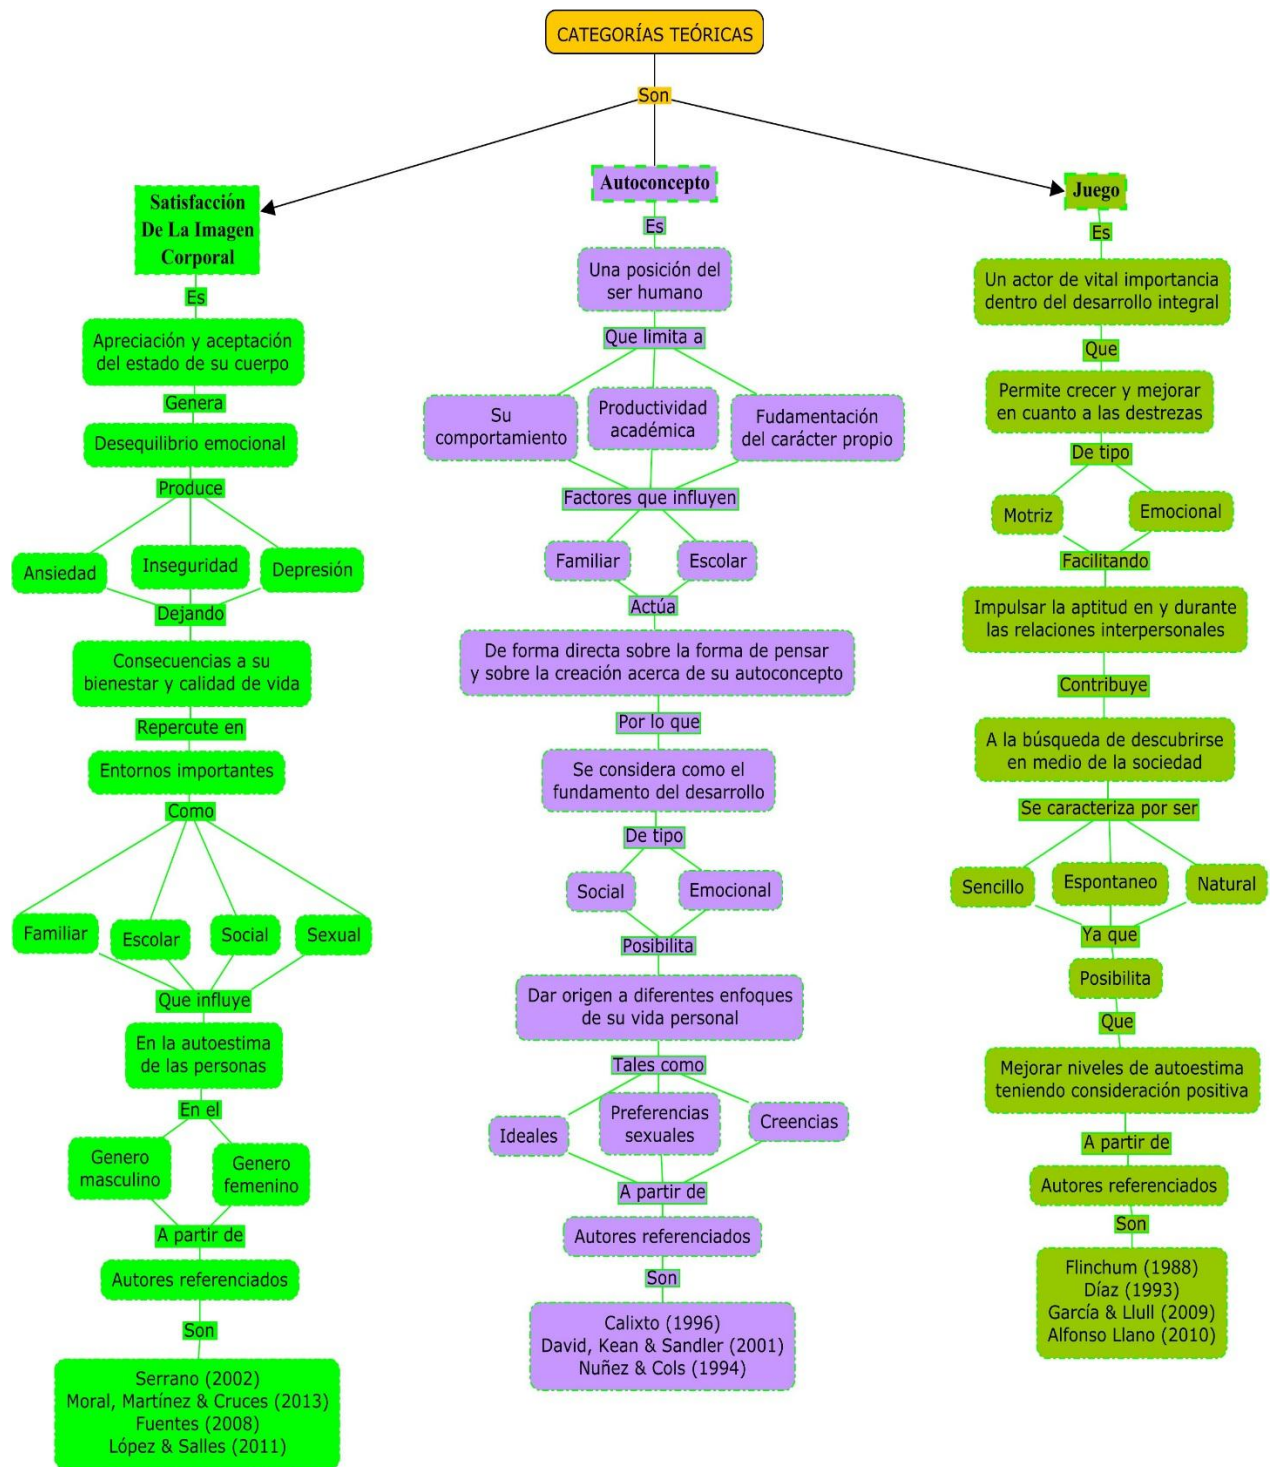 CATEGORÍAS TEÓRICAS
Son
Satisfacción
De La Imagen
Corporal
Es
Apreciación y aceptación
del estado de su cuerpo
Genera
Desequilibrio emocional
Produce
Ansiedad
Inseguridad
Depresión
Dejando
Consecuencias a su
bienestar y calidad de vida
Repercute en
Entornos importantes
Como
Familiar
Escolar
Social
Sexual
Que influye
En la autoestima
de las personas
En el
Genero
masculino
Genero
femenino
A partir de
Autores referenciados
Son
Serrano (2002)
Moral, Martínez & Cruces (2013)
Fuentes (2008)
López & Salles (2011)
Autoconcepto
Es
Una posición del
ser humano
Que limita a
Su
comportamiento
Productividad
académica
Fudamentación
del carácter propio
Factores que influyen
Familiar
Escolar
Actúa
De forma directa sobre la forma de pensar
y sobre la creación acerca de su autoconcepto
Por lo que
Se considera como el
fundamento del desarrollo
De tipo
Social
Emocional
Posibilita
Dar origen a diferentes enfoques
de su vida personal
Tales como
Ideales
Preferencias
sexuales
Creencias
A partir de
Autores referenciados
Son
Calixto (1996)
David, Kean & Sandler (2001)
Nuñez & Cols (1994)
Juego
Es
Un actor de vital importancia
dentro del desarrollo integral
Que
Permite crecer y mejorar
en cuanto a las destrezas
De tipo
Motriz
Emocional
Facilitando
Impulsar la aptitud en y durante
las relaciones interpersonales
Contribuye
A la búsqueda de descubrirse
en medio de la sociedad
Se caracteriza por ser
Sencillo
Espontaneo
Natural
Ya que
Posibilita
Que
Mejorar niveles de autoestima
teniendo consideración positiva
A partir de
Autores referenciados
Son
Flinchum (1988)
Díaz (1993)
García & Llull (2009)
Alfonso Llano (2010)